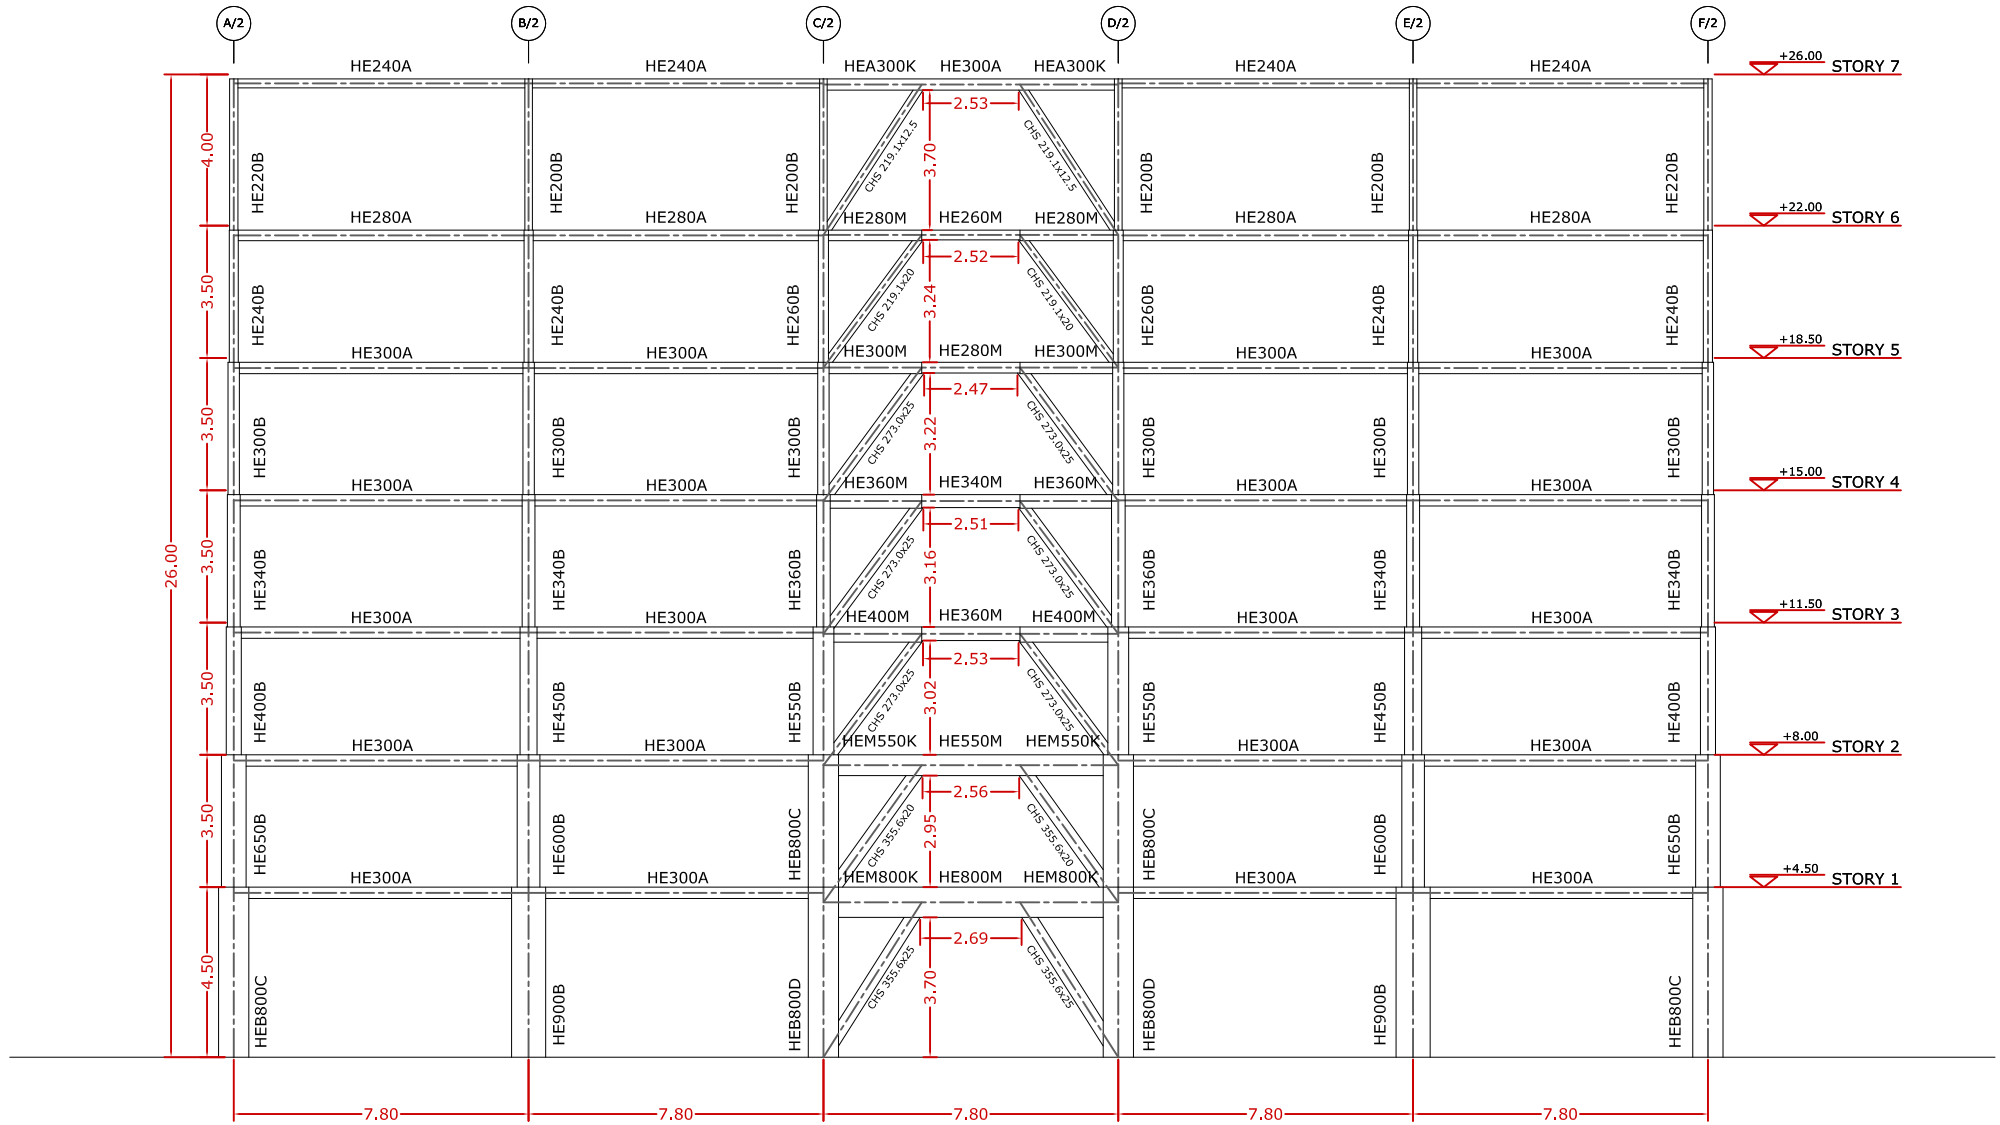 A/2 B/2 C/2 D/2 E/2 F/2
HE240A HE240A HEA300K HE300A HEA300K HE240A HE240A +26.00 STORY 7
2.53
4.00 HE220B HE200B HE200B CHS 219.1x12.5 3.70 CHS 219.1x12.5 HE200B HE200B HE220B
HE280A HE280A HE280M HE260M HE280M HE280A HE280A +22.00 STORY 6
2.52
3.50 HE240B HE240B HE260B CHS 219.1x20 3.24 CHS 219.1x20 HE260B HE240B HE240B
HE300A HE300A HE300M HE280M HE300M HE300A HE300A +18.50 STORY 5
2.47
3.50 HE300B HE300B HE300B CHS 273.0x25 3.22 CHS 273.0x25 HE300B HE300B HE300B
HE300A HE300A HE360M HE340M HE360M HE300A HE300A +15.00 STORY 4
2.51
26.00 3.50 HE340B HE340B HE360B CHS 273.0x25 3.16 CHS 273.0x25 HE360B HE340B HE340B
HE300A HE300A HE400M HE360M HE400M HE300A HE300A +11.50 STORY 3
2.53
3.50 HE400B HE450B HE550B CHS 273.0x25 3.02 CHS 273.0x25 HE550B HE450B HE400B
HE300A HE300A HEM550K HE550M HEM550K HE300A HE300A +8.00 STORY 2
2.56
3.50 HE650B HE600B HEB800C CHS 355.6x20 2.95 CHS 355.6x20 HEB800C HE600B HE650B
HE300A HE300A HEM800K HE800M HEM800K HE300A HE300A +4.50 STORY 1
2.69
4.50 HEB800C HE900B HEB800D CHS 355.6x25 3.70 CHS 355.6x25 HEB800D HE900B HEB800C
7.80 7.80 7.80 7.80 7.80